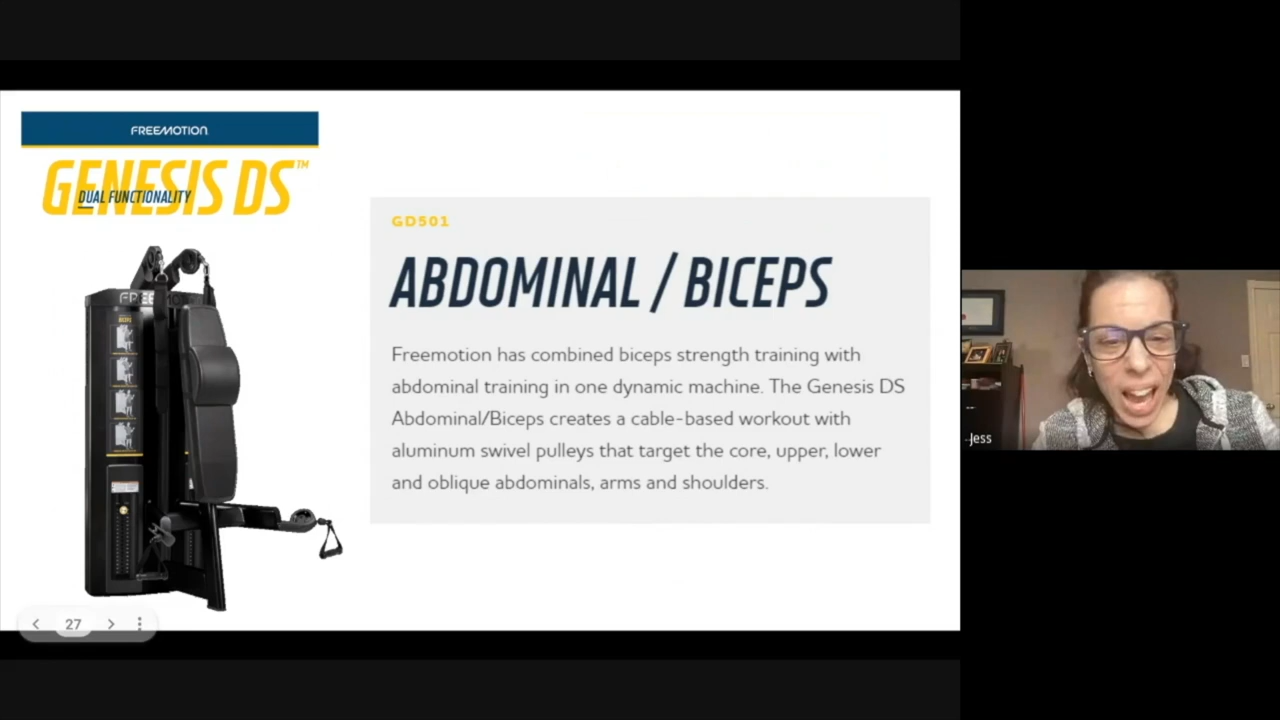 FREEMOTION
GENESIS DS™
DUAL FUNCTIONALITY
GD501
ABDOMINAL / BICEPS
Freemotion has combined biceps strength training with
abdominal training in one dynamic machine. The Genesis DS
Abdominal/Biceps creates a cable-based workout with
aluminum swivel pulleys that target the core, upper, lower
and oblique abdominals, arms and shoulders.
27
Jess